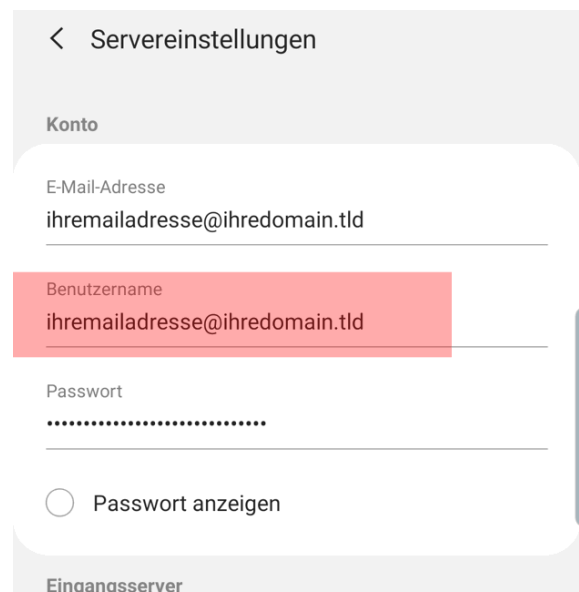 Servereinstellungen
Konto
E-Mail-Adresse
ihremailadresse@ihredomain.tld
Benutzername
ihremailadresse@ihredomain.tld
Passwort
••••••••••••••••••••••••••••••
Passwort anzeigen
Eingangsserver